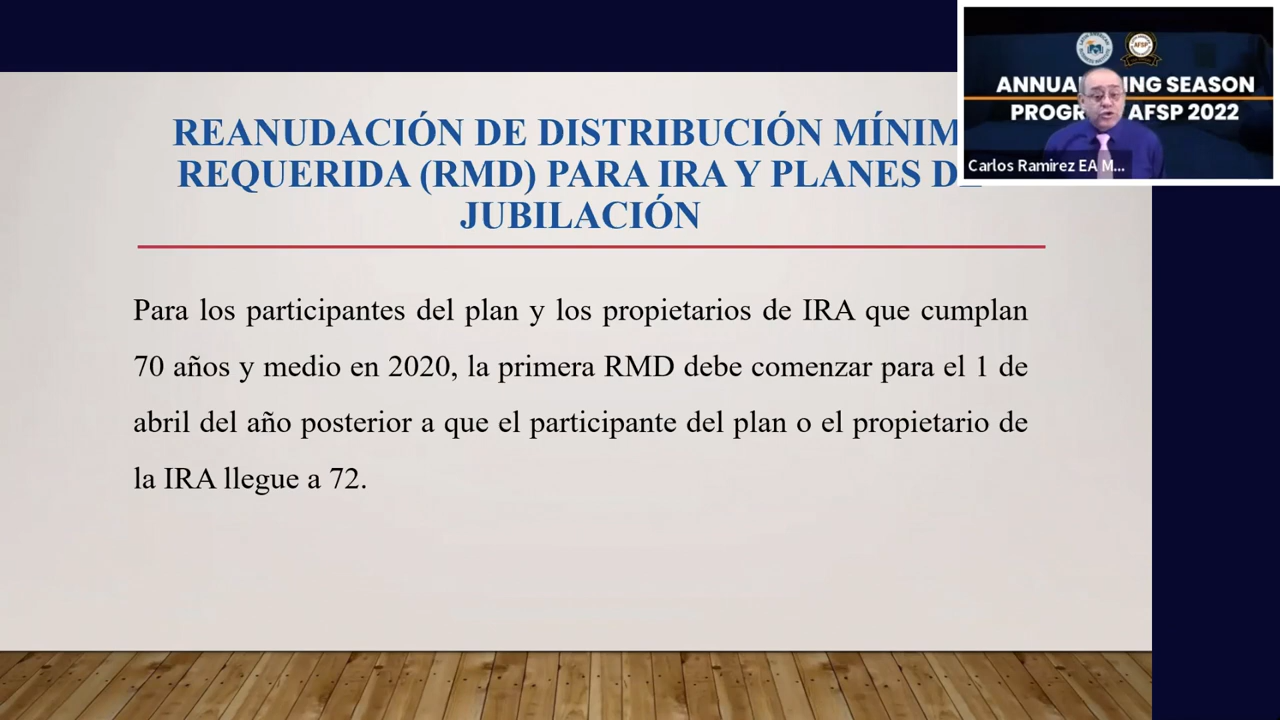 REANUDACIÓN DE DISTRIBUCIÓN MÍNIM
REQUERIDA (RMD) PARA IRA Y PLANES DE
JUBILACIÓN
Para los participantes del plan y los propietarios de IRA que cumplan
70 años y medio en 2020, la primera RMD debe comenzar para el 1 de
abril del año posterior a que el participante del plan o el propietario de
la IRA llegue a 72.
AFSP
ANNUA ING SEASON
PROGR AFSP 2022
Carlos Ramirez EA M...